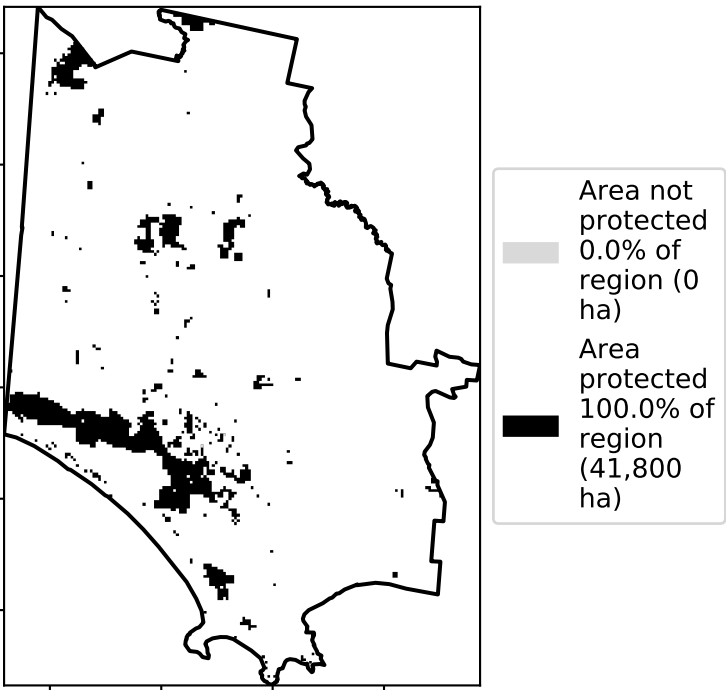 Area not
protected
0.0% of
region (0
ha)
Area
protected
100.0% of
region
(41,800
ha)